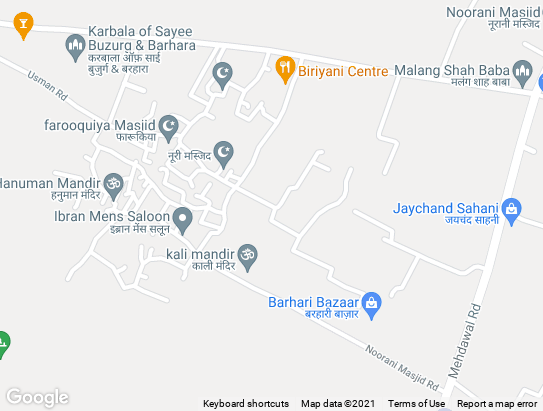 Noorani Masjid
नूरानी मस्जिद
Karbala of Sayee
Buzurg & Barhara
करबला ऑफ़ साई
बुज़ुर्ग & बरहारा
Biriyani Centre
Malang Shah Baba
मलंग शाह बाबा
Usman Rd
farooquiya Masjid
फारूकिया
नूरी मस्जिद
Hanuman Mandir
हनुमान मंदिर
Ibran Mens Saloon
इब्रान मेंस सलून
Jaychand Sahani
जयचंद साहनी
kali mandir
काली मंदिर
Barhari Bazaar
बरहारी बाज़ार
Mehdawal Rd
Noorani Masjid Rd
Google
Keyboard shortcuts Map data ©2021 Terms of Use Report a map error